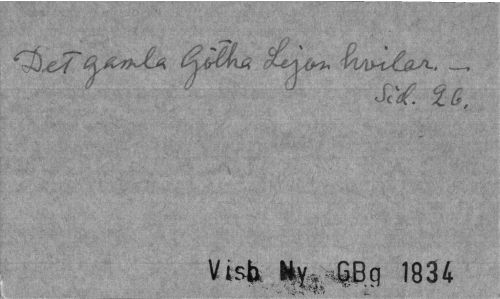 Det gamla Götha Lejon hvilar. —
Sid. 26.
Visb Ny GBg 1834